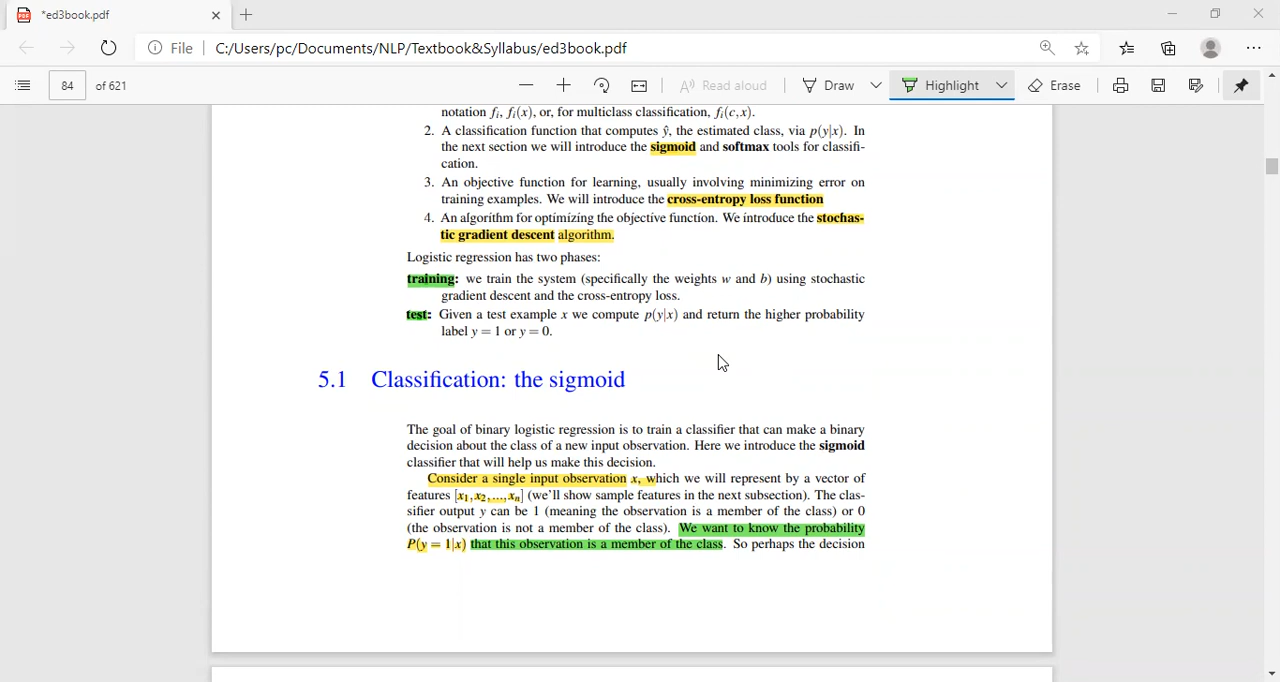 *ed3book.pdf
File C:/Users/pc/Documents/NLP/Textbook&Syllabus/ed3book.pdf
84 of 621 Read aloud Draw Highlight Erase
notation fi, fi(x), or, for multiclass classification, fi(c,x).
2. A classification function that computes ŷ, the estimated class, via p(y|x). In
the next section we will introduce the sigmoid and softmax tools for classifi-
cation.
3. An objective function for learning, usually involving minimizing error on
training examples. We will introduce the cross-entropy loss function
4. An algorithm for optimizing the objective function. We introduce the stochas-
tic gradient descent algorithm.
Logistic regression has two phases:
training: we train the system (specifically the weights w and b) using stochastic
gradient descent and the cross-entropy loss.
test: Given a test example x we compute p(y|x) and return the higher probability
label y = 1 or y = 0.
5.1 Classification: the sigmoid
The goal of binary logistic regression is to train a classifier that can make a binary
decision about the class of a new input observation. Here we introduce the sigmoid
classifier that will help us make this decision.
Consider a single input observation x, which we will represent by a vector of
features [x1,x2,...,xn] (we'll show sample features in the next subsection). The clas-
sifier output y can be 1 (meaning the observation is a member of the class) or 0
(the observation is not a member of the class). We want to know the probability
P(y = 1|x) that this observation is a member of the class. So perhaps the decision